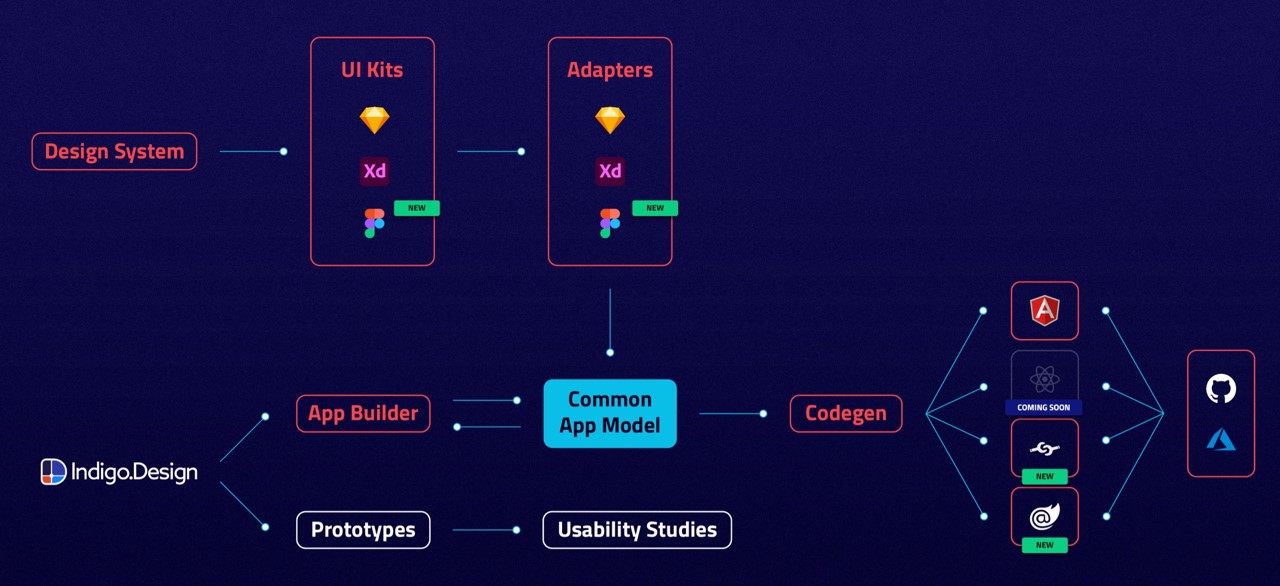 UI Kits
Adapters
Design System
Xd
Xd
NEW
NEW
Common
App Model
App Builder
Codegen
COMING SOON
Indigo.Design
NEW
Prototypes
Usability Studies
NEW